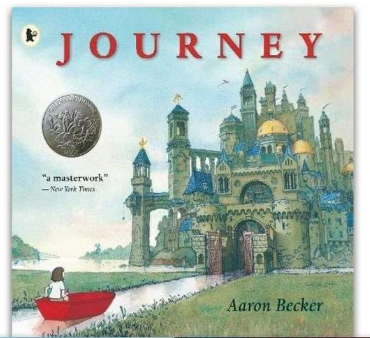 JOURNEY
"a masterwork"
— New York Times
Aaron Becker